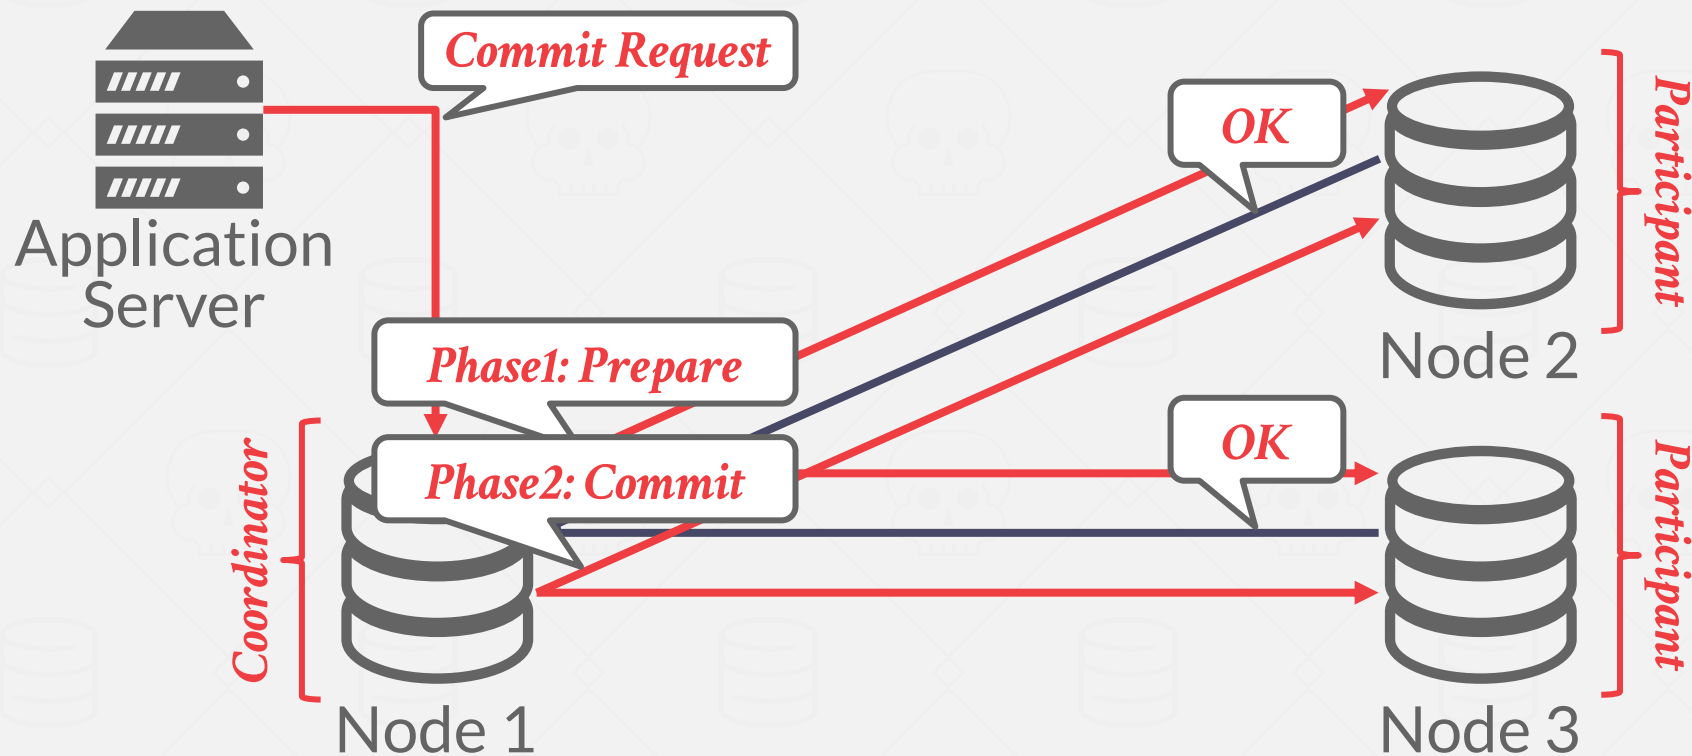 Commit Request
OK
Participant
Application
Server
Phase1: Prepare
Node 2
OK
Phase2: Commit
Coordinator
Participant
Node 1
Node 3